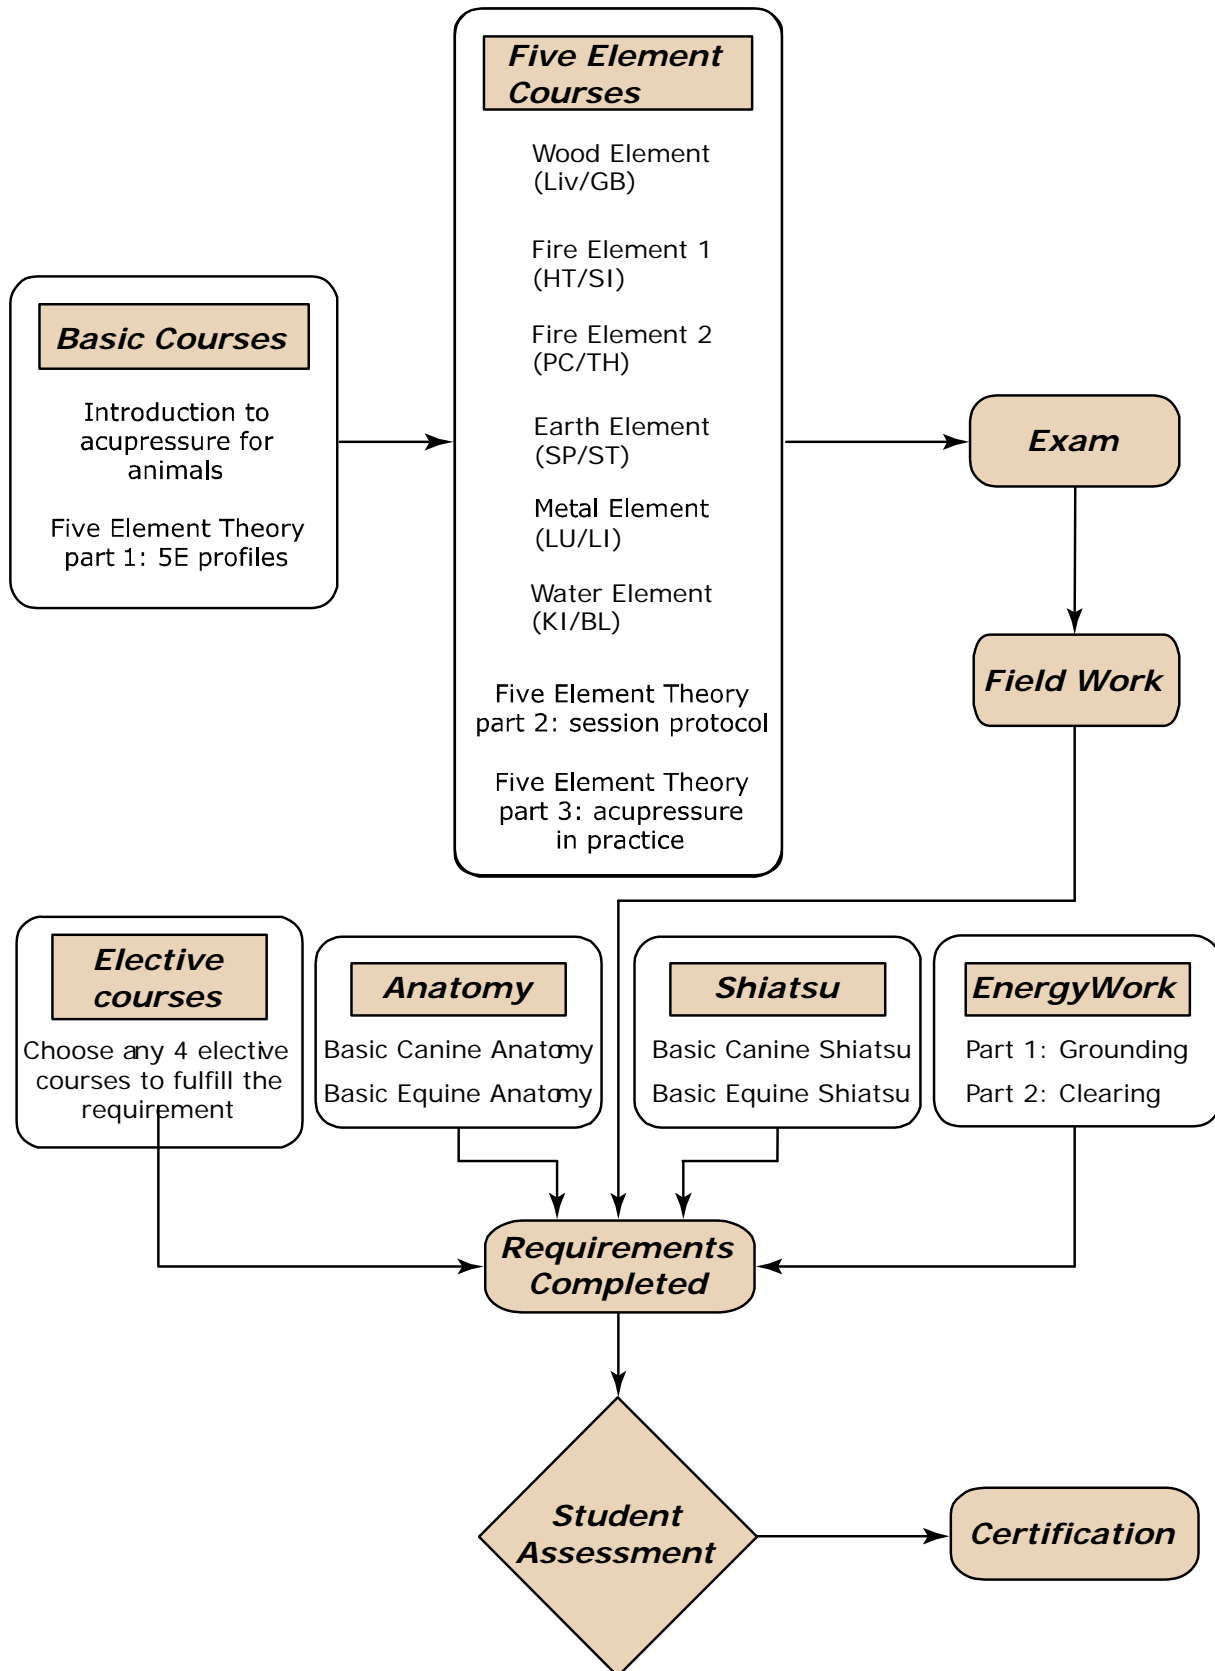 Five Element
Courses
Wood Element
(Liv/GB)
Fire Element 1
(HT/SI)
Fire Element 2
(PC/TH)
Earth Element
(SP/ST)
Metal Element
(LU/LI)
Water Element
(KI/BL)
Five Element Theory
part 2: session protocol
Five Element Theory
part 3: acupressure
in practice
Basic Courses
Introduction to
acupressure for
animals
Five Element Theory
part 1: 5E profiles
Exam
Field Work
Elective
courses
Choose any 4 elective
courses to fulfill the
requirement
Anatomy
Basic Canine Anatomy
Basic Equine Anatomy
Shiatsu
Basic Canine Shiatsu
Basic Equine Shiatsu
EnergyWork
Part 1: Grounding
Part 2: Clearing
Requirements
Completed
Student
Assessment
Certification